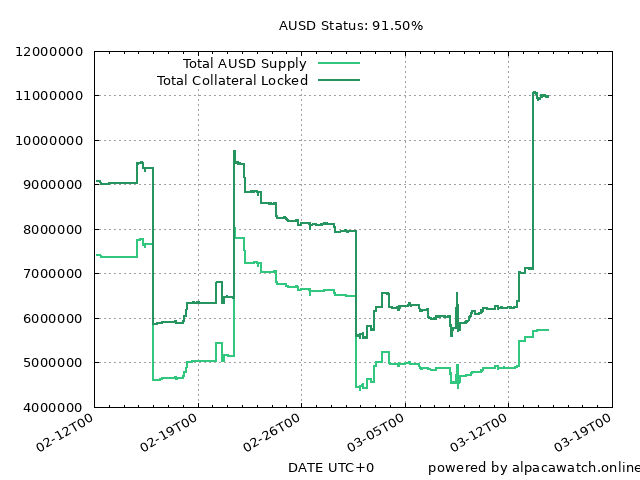 AUSD Status: 91.50%
Total AUSD Supply
Total Collateral Locked
12000000
11000000
10000000
9000000
8000000
7000000
6000000
5000000
4000000
02-12T00
02-19T00
02-26T00
03-05T00
03-12T00
03-19T00
DATE UTC+0
powered by alpacawatch.online